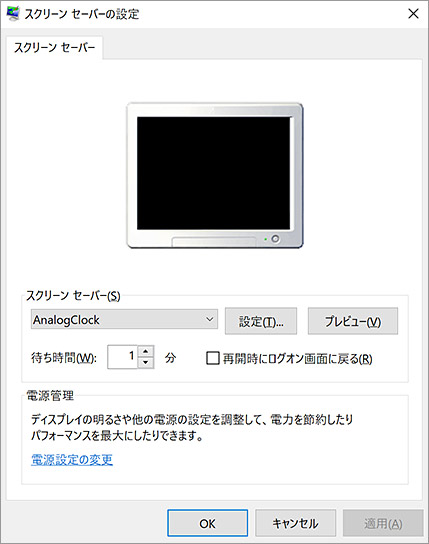 スクリーン セーバーの設定
スクリーン セーバー
スクリーン セーバー(S)
AnalogClock
設定(T)...
プレビュー(V)
待ち時間(W):
1
分
再開時にログオン画面に戻る(R)
電源管理
ディスプレイの明るさや他の電源の設定を調整して、電力を節約したり
パフォーマンスを最大にしたりできます。
電源設定の変更
OK
キャンセル
適用(A)